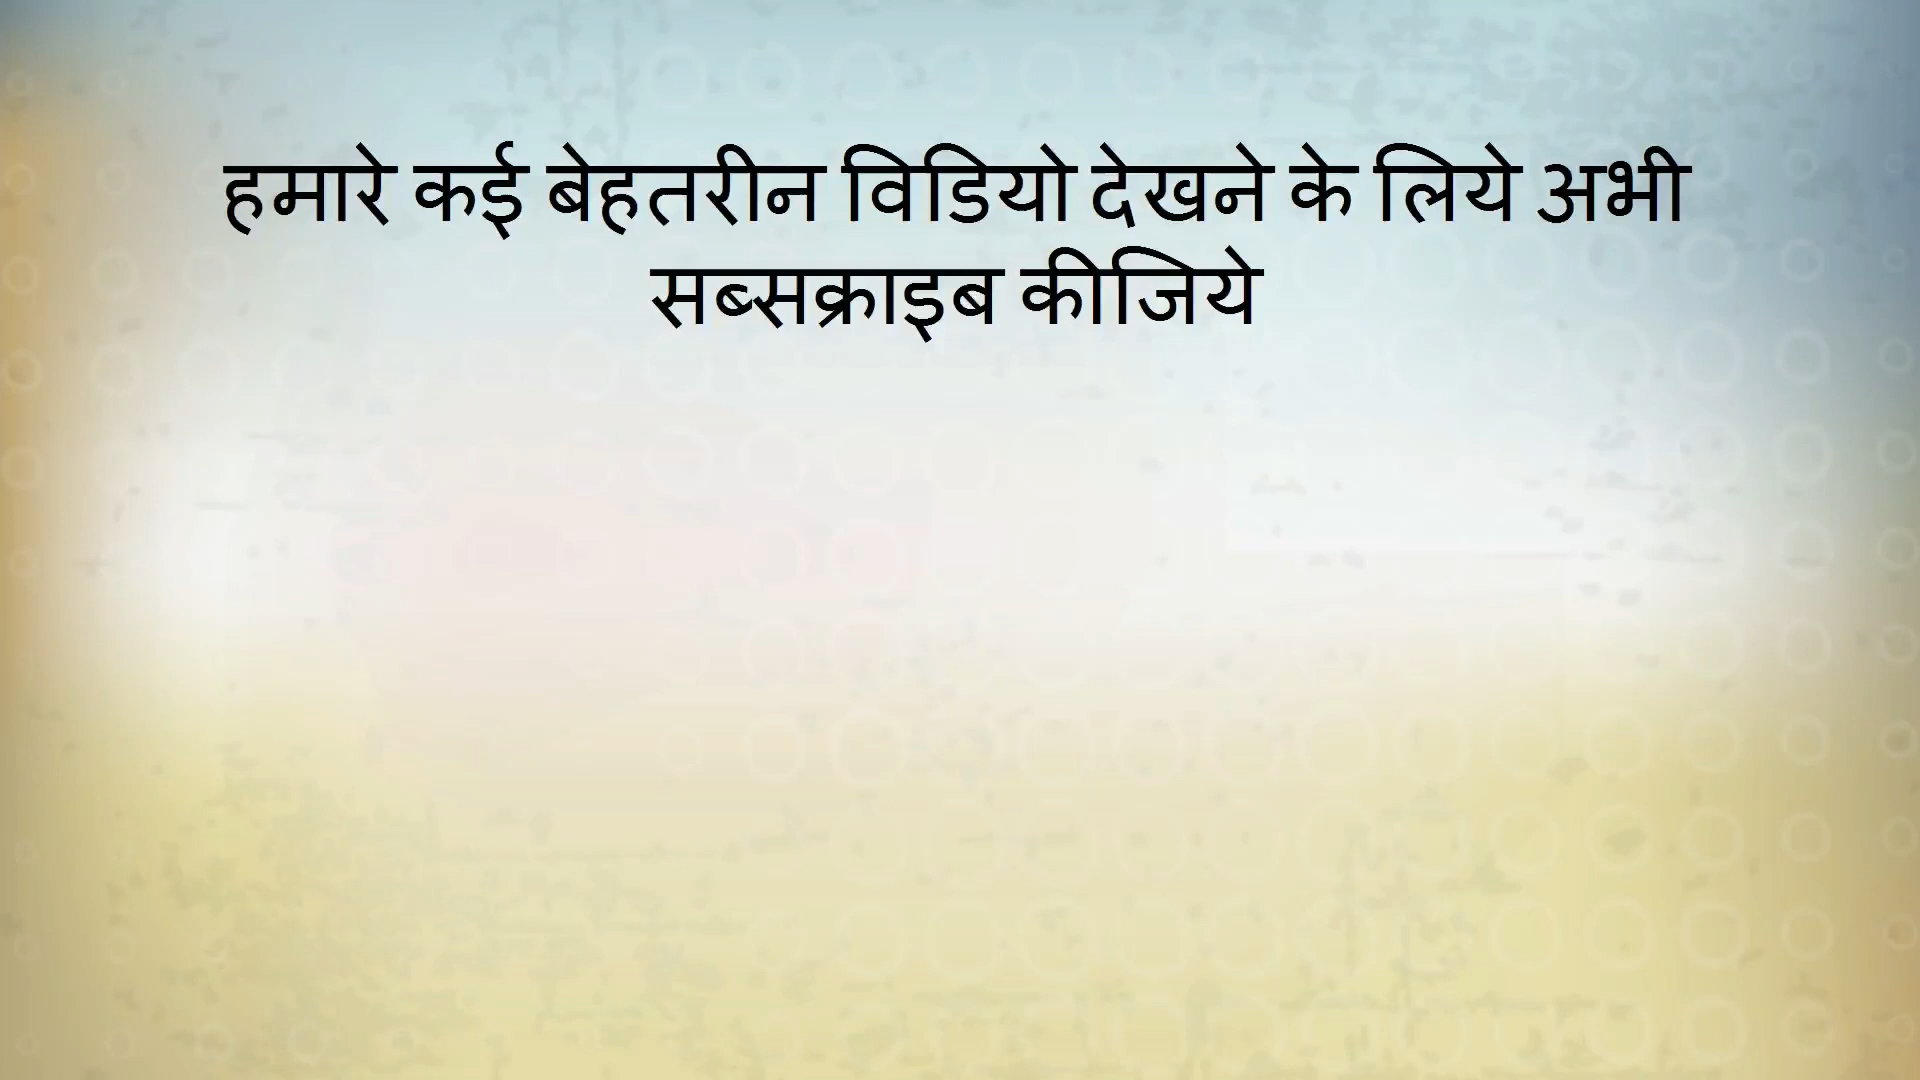 हमारे कई बेहतरीन विडियो देखने के लिये अभी
सब्सक्राइब कीजिये